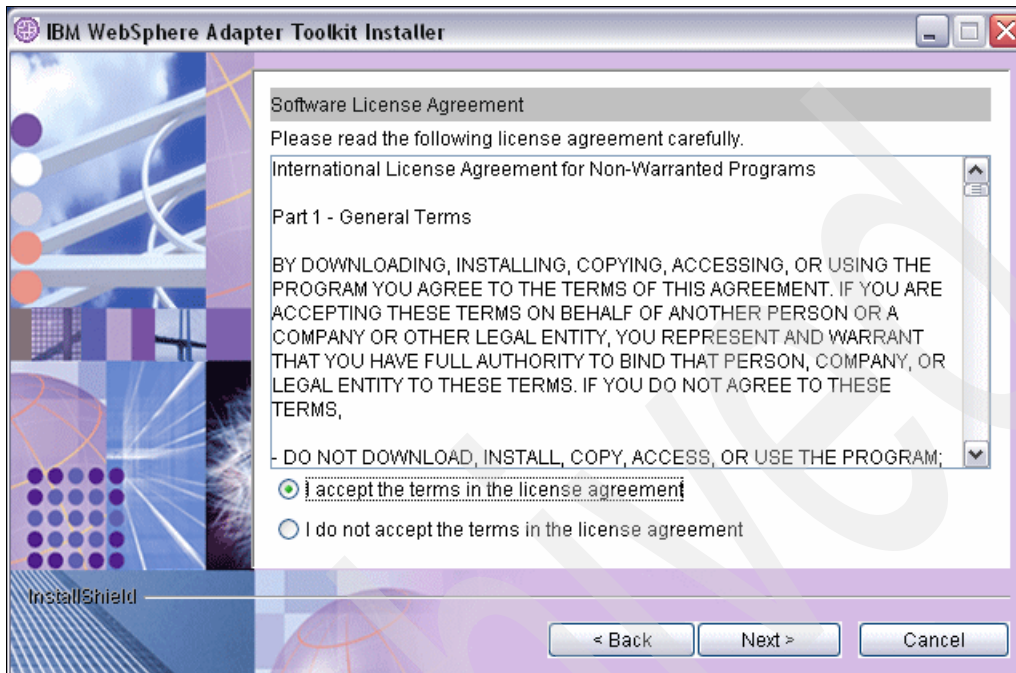 IBM WebSphere Adapter Toolkit Installer
Software License Agreement
Please read the following license agreement carefully.
International License Agreement for Non-Warranted Programs
Part 1 - General Terms
BY DOWNLOADING, INSTALLING, COPYING, ACCESSING, OR USING THE
PROGRAM YOU AGREE TO THE TERMS OF THIS AGREEMENT. IF YOU ARE
ACCEPTING THESE TERMS ON BEHALF OF ANOTHER PERSON OR A
COMPANY OR OTHER LEGAL ENTITY, YOU REPRESENT AND WARRANT
THAT YOU HAVE FULL AUTHORITY TO BIND THAT PERSON, COMPANY, OR
LEGAL ENTITY TO THESE TERMS. IF YOU DO NOT AGREE TO THESE
TERMS,
- DO NOT DOWNLOAD, INSTALL, COPY, ACCESS, OR USE THE PROGRAM;
I accept the terms in the license agreement
I do not accept the terms in the license agreement
InstallShield
< Back Next > Cancel